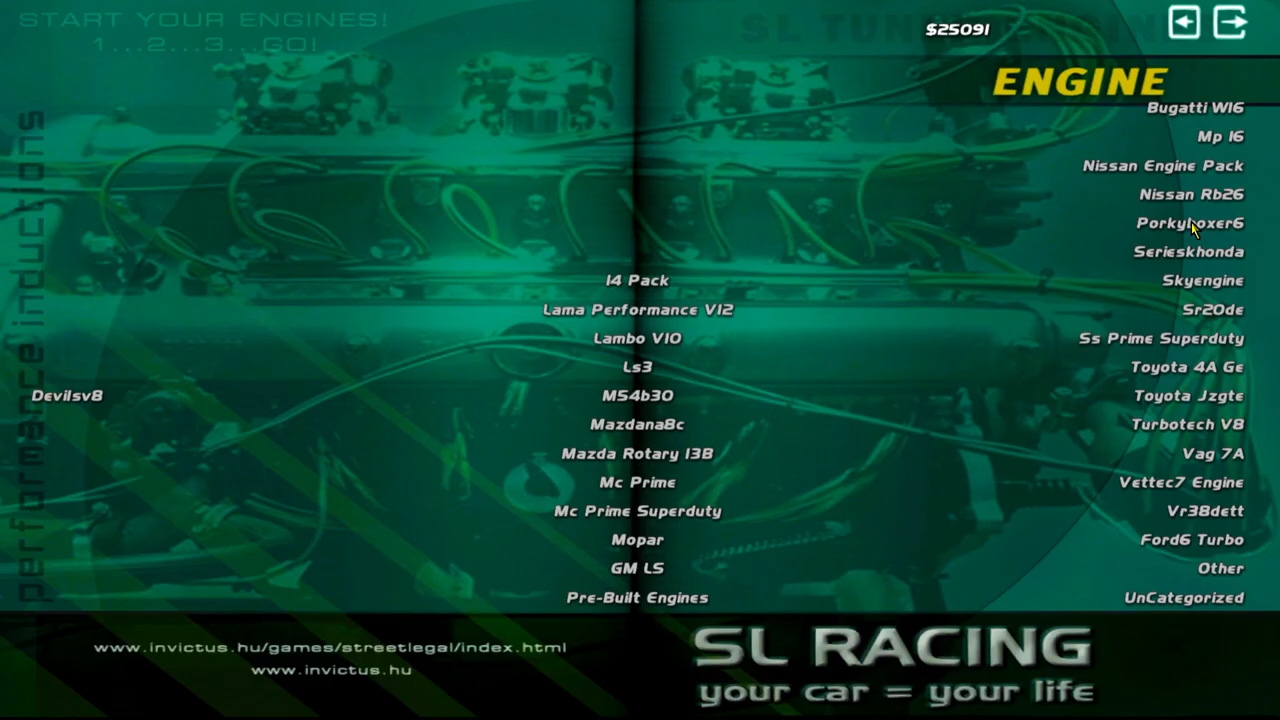 START YOUR ENGINES!
1...2...3...GO!
SL TUN
$25091
ENGINE
performance inductions
Devilsv8
I4 Pack
Lama Performance V12
Lambo V10
Ls3
M54b30
Mazdana8c
Mazda Rotary 13B
Mc Prime
Mc Prime Superduty
Mopar
GM LS
Pre-Built Engines
Bugatti W16
Mp 16
Nissan Engine Pack
Nissan Rb26
Porkyboxer6
Serieskhonda
Skyengine
Sr20de
Ss Prime Superduty
Toyota 4A Ge
Toyota Jzgte
Turbotech V8
Vag 7A
Vettec7 Engine
Vr38dett
Ford6 Turbo
Other
UnCategorized
www.invictus.hu/games/streetlegal/index.html
www.invictus.hu
SL RACING
your car = your life